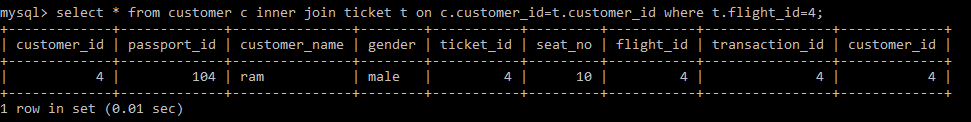 mysql> select * from customer c inner join ticket t on c.customer_id=t.customer_id where t.flight_id=4;
+-------------+-------------+---------------+--------+-----------+---------+-----------+----------------+-------------+
| customer_id | passport_id | customer_name | gender | ticket_id | seat_no | flight_id | transaction_id | customer_id |
+-------------+-------------+---------------+--------+-----------+---------+-----------+----------------+-------------+
|           4 |         104 | ram           | male   |         4 |      10 |         4 |              4 |           4 |
+-------------+-------------+---------------+--------+-----------+---------+-----------+----------------+-------------+
1 row in set (0.01 sec)